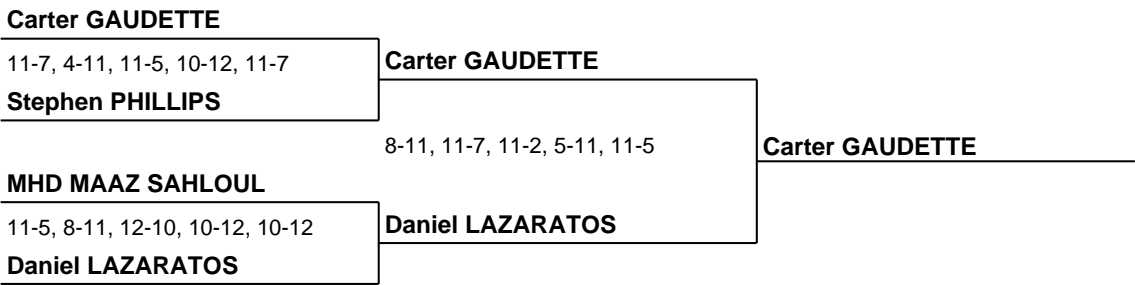 Carter GAUDETTE
11-7, 4-11, 11-5, 10-12, 11-7
Carter GAUDETTE
Stephen PHILLIPS
8-11, 11-7, 11-2, 5-11, 11-5
Carter GAUDETTE
MHD MAAZ SAHLOUL
11-5, 8-11, 12-10, 10-12, 10-12
Daniel LAZARATOS
Daniel LAZARATOS